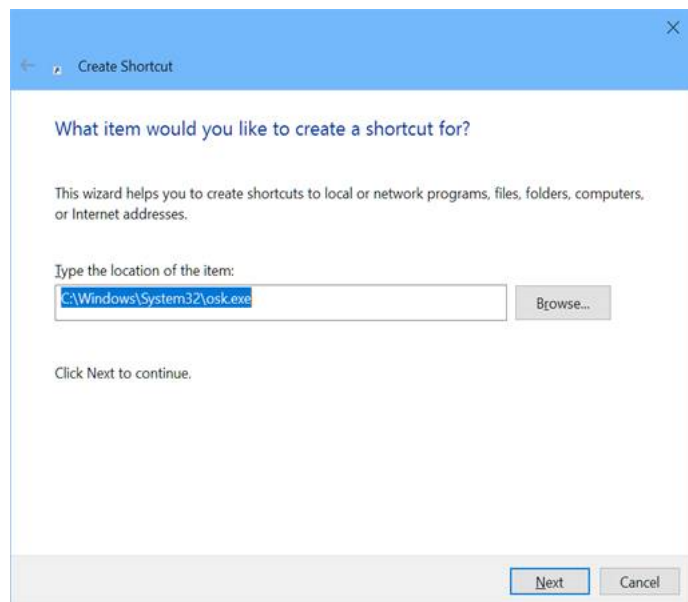 Create Shortcut
What item would you like to create a shortcut for?
This wizard helps you to create shortcuts to local or network programs, files, folders, computers,
or Internet addresses.
Type the location of the item:
C:\Windows\System32\osk.exe
Browse...
Click Next to continue.
Next
Cancel